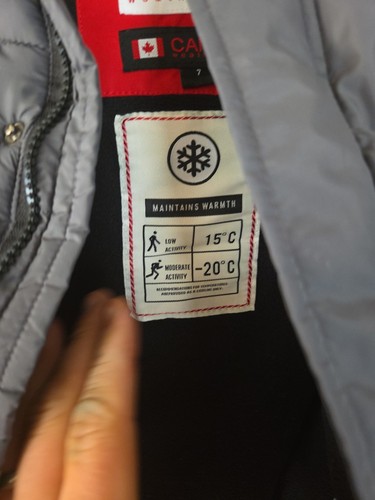 CA
7
MAINTAINS WARMTH
LOW
ACTIVITY
15°C
MODERATE
ACTIVITY
-20°C